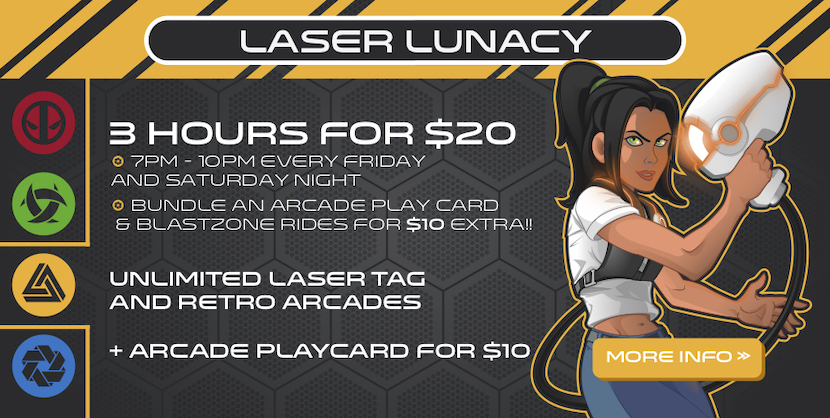 LASER LUNACY
3 HOURS FOR $20
7PM - 10PM EVERY FRIDAY
AND SATURDAY NIGHT
BUNDLE AN ARCADE PLAY CARD
& BLASTZONE RIDES FOR $10 EXTRA!!
UNLIMITED LASER TAG
AND RETRO ARCADES
+ ARCADE PLAYCARD FOR $10
MORE INFO »